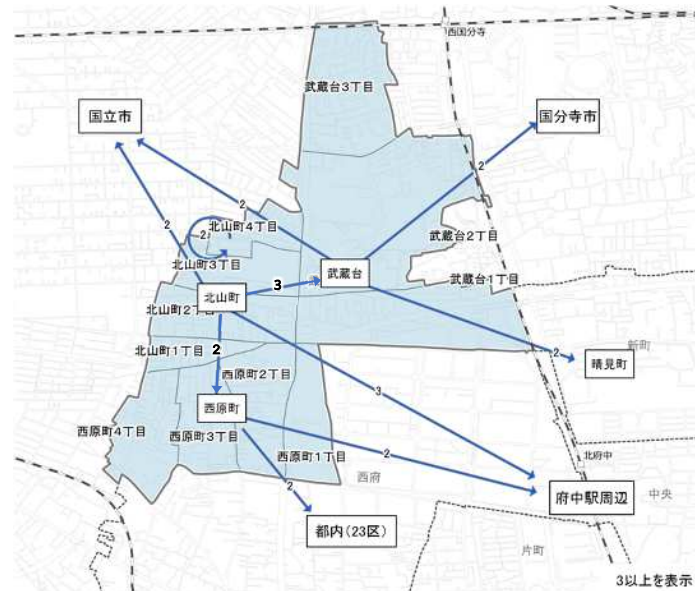 西国分寺
武蔵台3丁目
国立市
国分寺市
2
2
2
北山町4丁目
2
武蔵台2丁目
北山町3丁目
武蔵台
武蔵台1丁目
3
北山町
北山町2丁目
新町
北山町1丁目
2
2
晴見町
西原町2丁目
3
西原町
西原町4丁目
西原町3丁目
西原町1丁目
2
北府中
2
西府
府中駅周辺
中央
都内(23区)
片町
3以上を表示